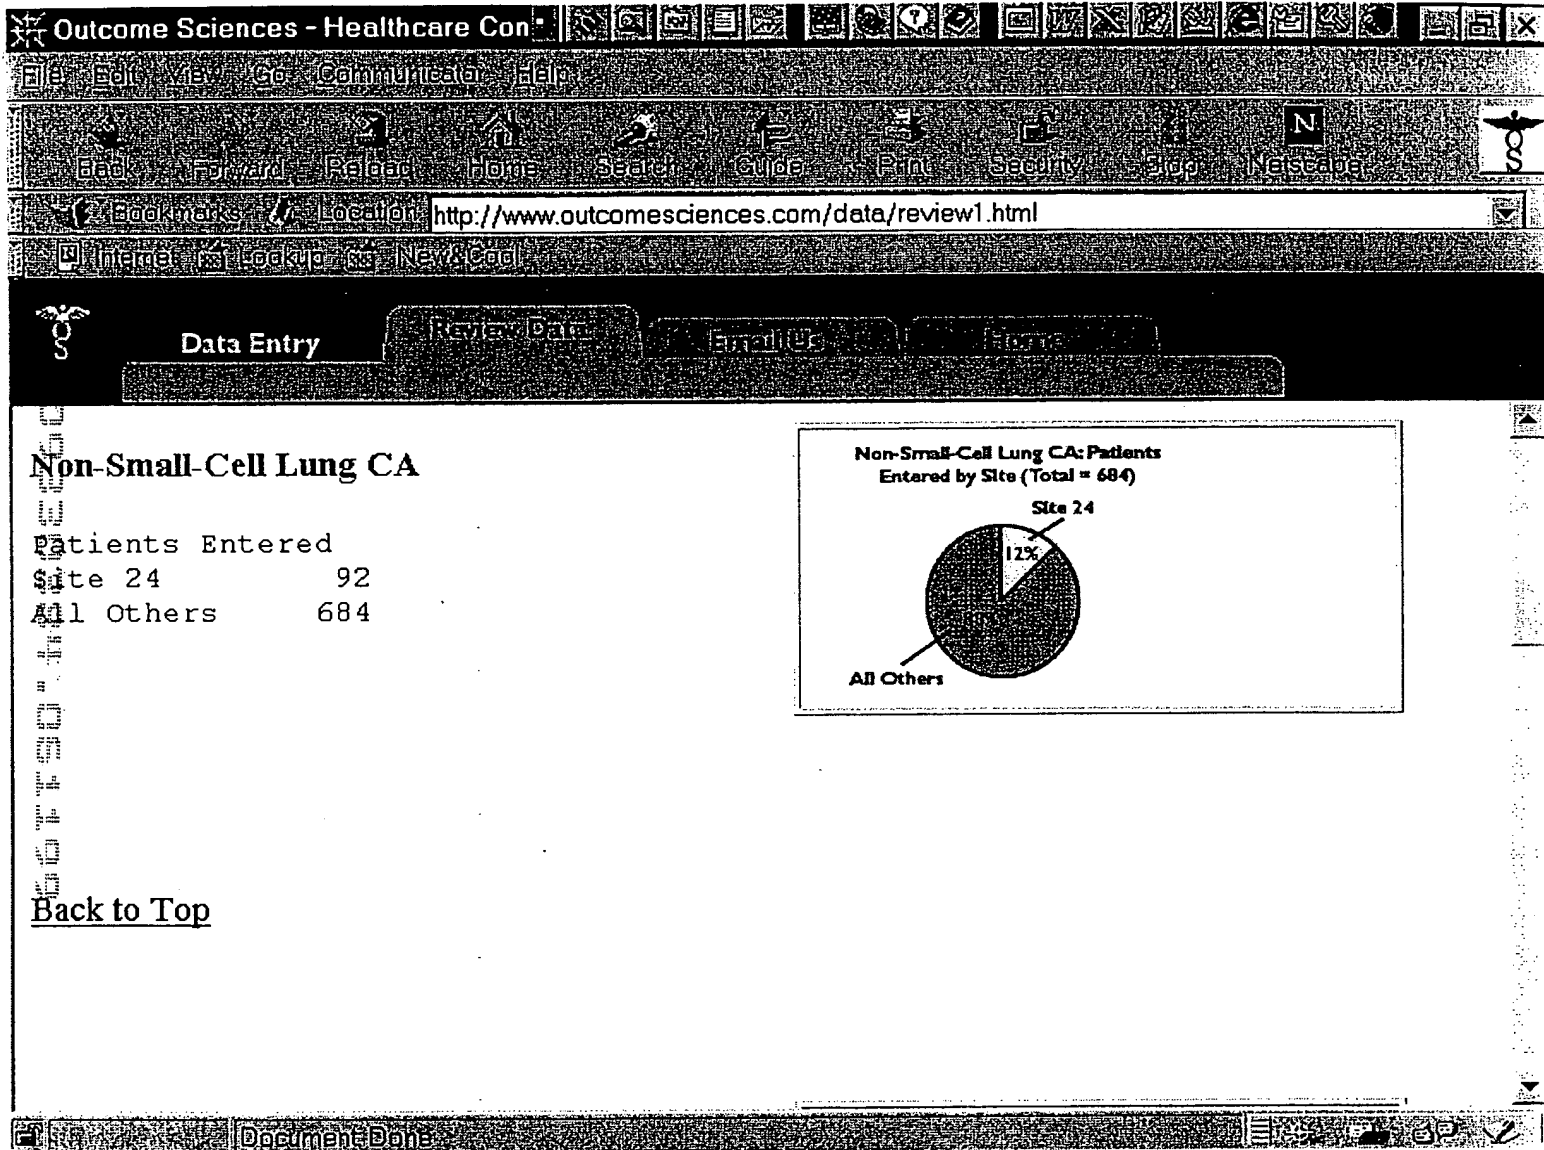 Outcome Sciences - Healthcare Con
File Edit View Go Communicator Help
Back Forward Reload Home Search Guide Print Security Stop Netscape
Bookmarks Location http://www.outcomesciences.com/data/review1.html
Internet Lookup New&Cool
Data Entry Review Data Email Us Home
Non-Small-Cell Lung CA
Patients Entered
Site 24 92
All Others 684
Back to Top
Non-Small-Cell Lung CA: Patients
Entered by Site (Total = 684)
Site 24
12%
All Others
Document Done